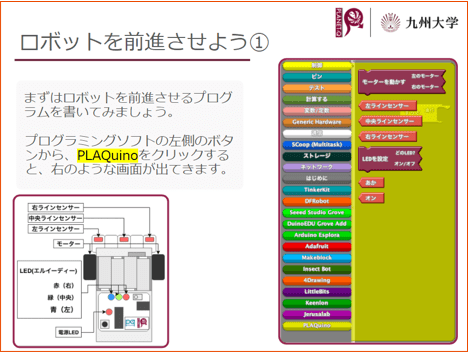 PLANET-Q
九州大学
ロボットを前進させよう①
まずはロボットを前進させるプログ
ラムを書いてみましょう。
プログラミングソフトの左側のボタ
ンから、PLAQuinoをクリックする
と、右のような画面が出てきます。
右ラインセンサー
中央ラインセンサー
左ラインセンサー
モーター
LED(エルイーディー)
赤（右）
緑（中央）
青（左）
電源LED
制御
ピン
テスト
計算する
変数/定数
Generic Hardware
通信
SCoop (Multitask)
ストレージ
ネットワーク
はじめに
TinkerKit
DFRobot
Seeed Studio Grove
DuinoEDU Grove Add
Arduino Esplora
Adafruit
Makeblock
Insect Bot
4Drawing
LittleBits
Keenlon
Jerusalab
PLAQuino
モーターを動かす
左のモーター
右のモーター
左ラインセンサー
中央ラインセンサー
右ラインセンサー
LEDを設定
どのLED?
オン/オフ
あか
オン